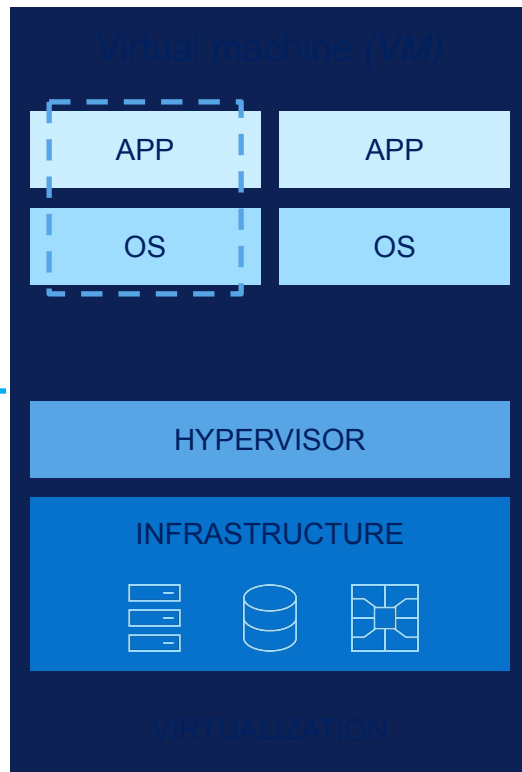 Virtual machine (VM)
APP APP
OS OS
HYPERVISOR
INFRASTRUCTURE
VIRTUALIZATION